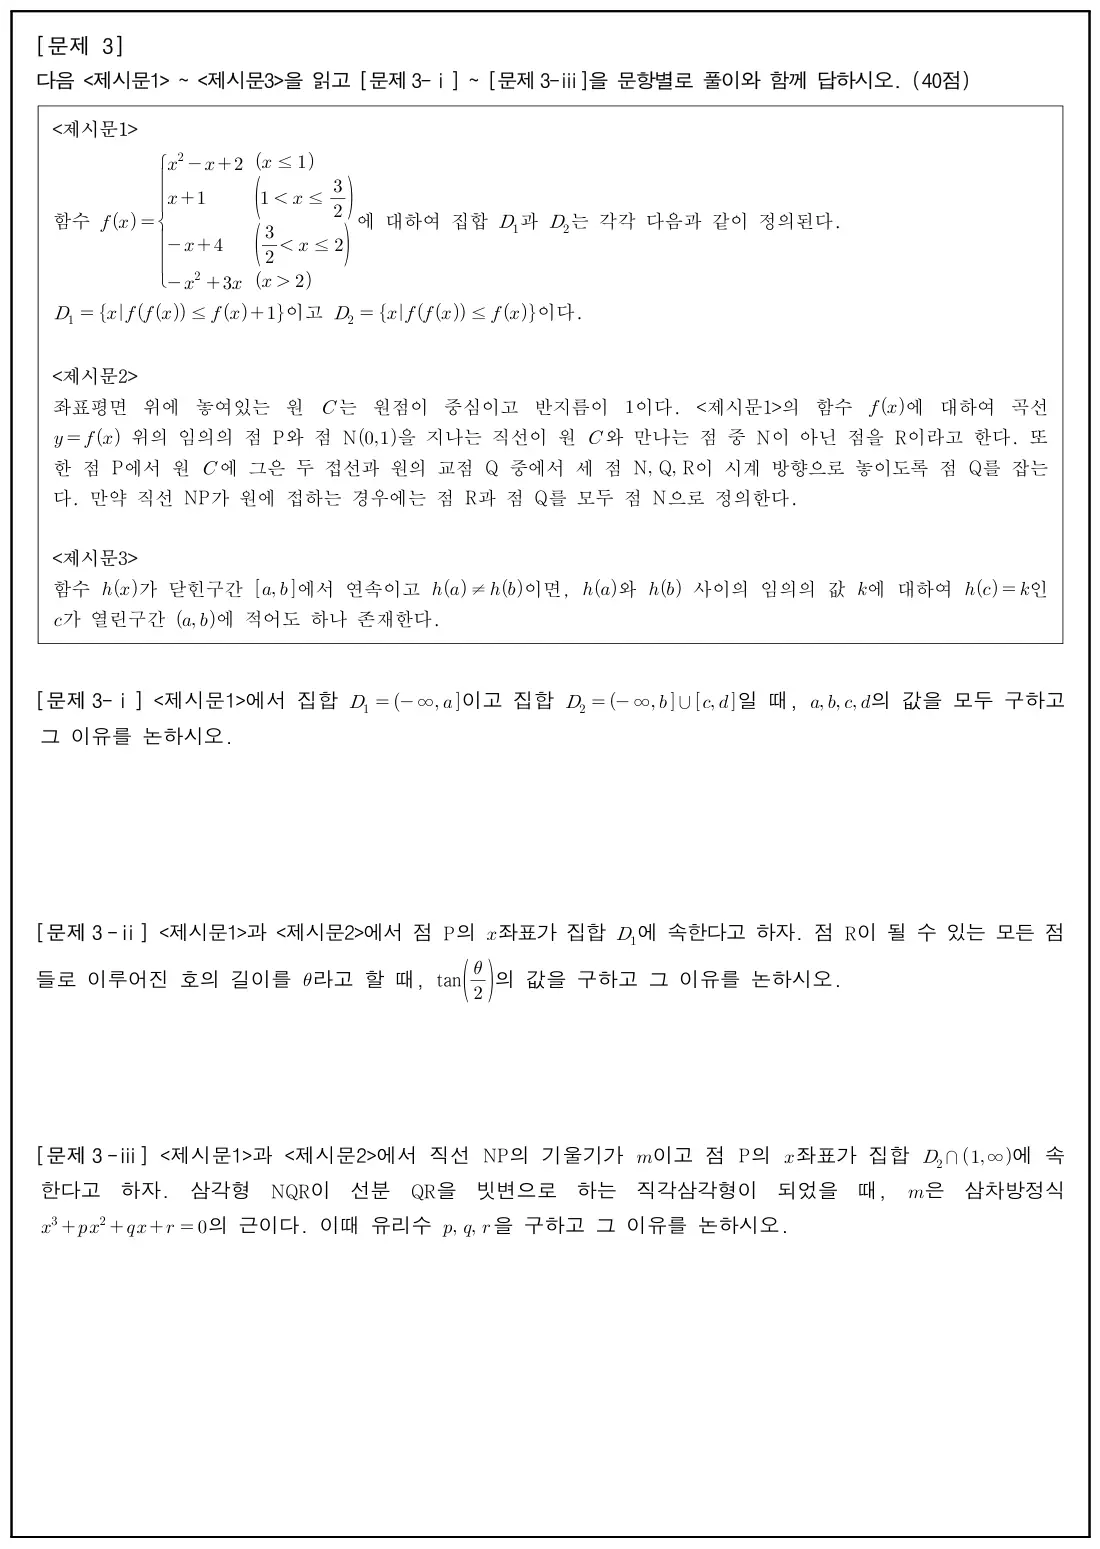 [문제 3]
다음 <제시문1> ~ <제시문3>을 읽고 [문제 3-ⅰ] ~ [문제 3-ⅲ]을 문항별로 풀이와 함께 답하시오. (40점)
<제시문1>
함수 f(x)={x²-x+2 (x≤1)
x+1 (1<x≤3/2)
-x+4 (3/2<x≤2)
-x²+3x (x>2) 에 대하여 집합 D₁과 D₂는 각각 다음과 같이 정의된다.
D₁={x|f(f(x))≤f(x)+1}이고 D₂={x|f(f(x))≤f(x)}이다.
<제시문2>
좌표평면 위에 놓여있는 원 C는 원점이 중심이고 반지름이 1이다. <제시문1>의 함수 f(x)에 대하여 곡선
y=f(x) 위의 임의의 점 P와 점 N(0,1)을 지나는 직선이 원 C와 만나는 점 중 N이 아닌 점을 R이라고 한다. 또
한 점 P에서 원 C에 그은 두 접선과 원의 교점 Q 중에서 세 점 N, Q, R이 시계 방향으로 놓이도록 점 Q를 잡는
다. 만약 직선 NP가 원에 접하는 경우에는 점 R과 점 Q를 모두 점 N으로 정의한다.
<제시문3>
함수 h(x)가 닫힌구간 [a, b]에서 연속이고 h(a)≠h(b)이면, h(a)와 h(b) 사이의 임의의 값 k에 대하여 h(c)=k인
c가 열린구간 (a, b)에 적어도 하나 존재한다.
[문제 3-ⅰ] <제시문1>에서 집합 D₁=(-∞, a]이고 집합 D₂=(-∞, b]∪[c, d]일 때, a, b, c, d의 값을 모두 구하고
그 이유를 논하시오.
[문제 3-ⅱ] <제시문1>과 <제시문2>에서 점 P의 x좌표가 집합 D₁에 속한다고 하자. 점 R이 될 수 있는 모든 점
들로 이루어진 호의 길이를 θ라고 할 때, tan(θ/2)의 값을 구하고 그 이유를 논하시오.
[문제 3-ⅲ] <제시문1>과 <제시문2>에서 직선 NP의 기울기가 m이고 점 P의 x좌표가 집합 D₂∩(1,∞)에 속
한다고 하자. 삼각형 NQR이 선분 QR을 빗변으로 하는 직각삼각형이 되었을 때, m은 삼차방정식
x³+px²+qx+r=0의 근이다. 이때 유리수 p, q, r을 구하고 그 이유를 논하시오.